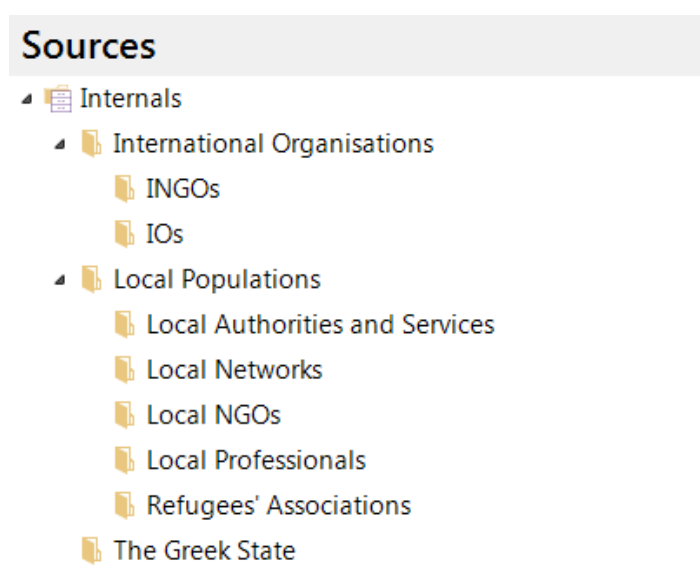 Sources
Internals
International Organisations
INGOs
IOs
Local Populations
Local Authorities and Services
Local Networks
Local NGOs
Local Professionals
Refugees' Associations
The Greek State